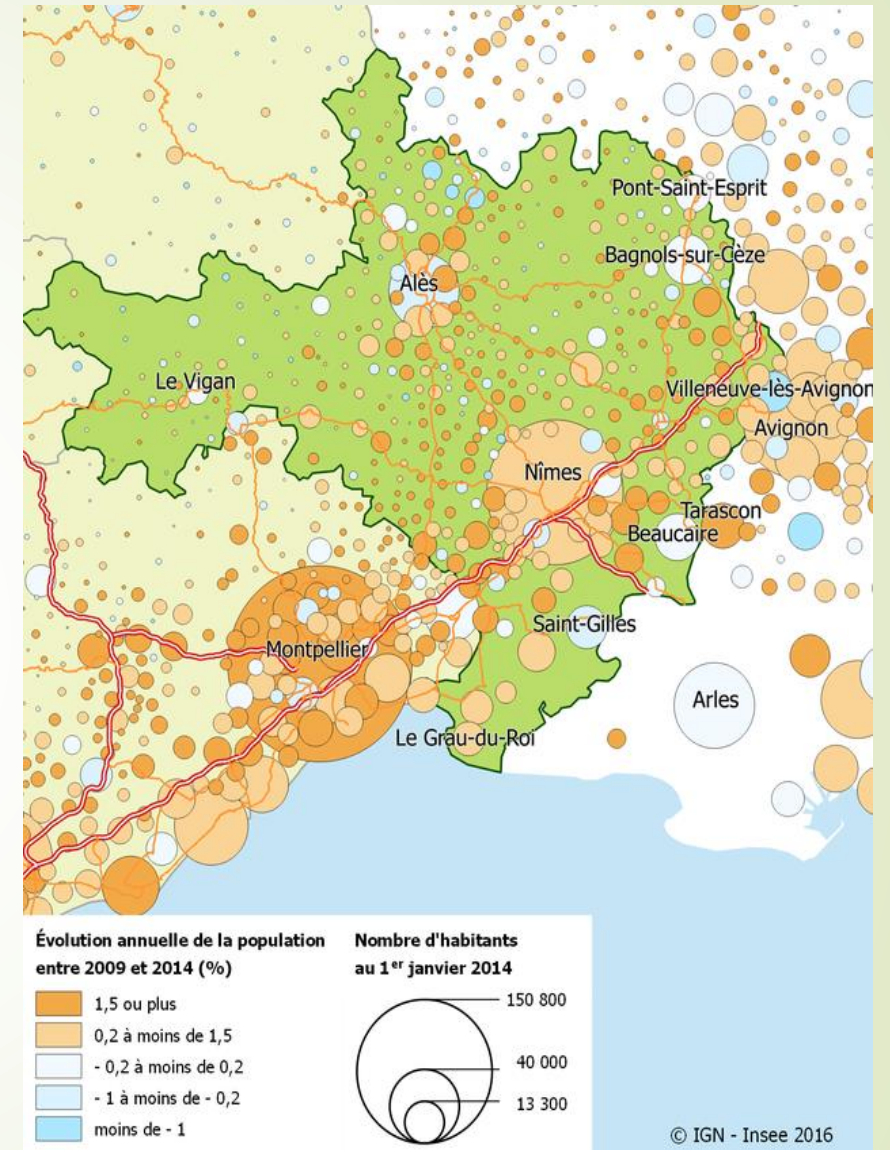 Pont-Saint-Esprit
Bagnols-sur-Cèze
Alès
Le Vigan
Villeneuve-lès-Avignon
Avignon
Nîmes
Tarascon
Beaucaire
Saint-Gilles
Montpellier
Arles
Le Grau-du-Roi
Évolution annuelle de la population
entre 2009 et 2014 (%)
1,5 ou plus
0,2 à moins de 1,5
- 0,2 à moins de 0,2
- 1 à moins de - 0,2
moins de - 1
Nombre d'habitants
au 1er janvier 2014
150 800
40 000
13 300
© IGN - Insee 2016